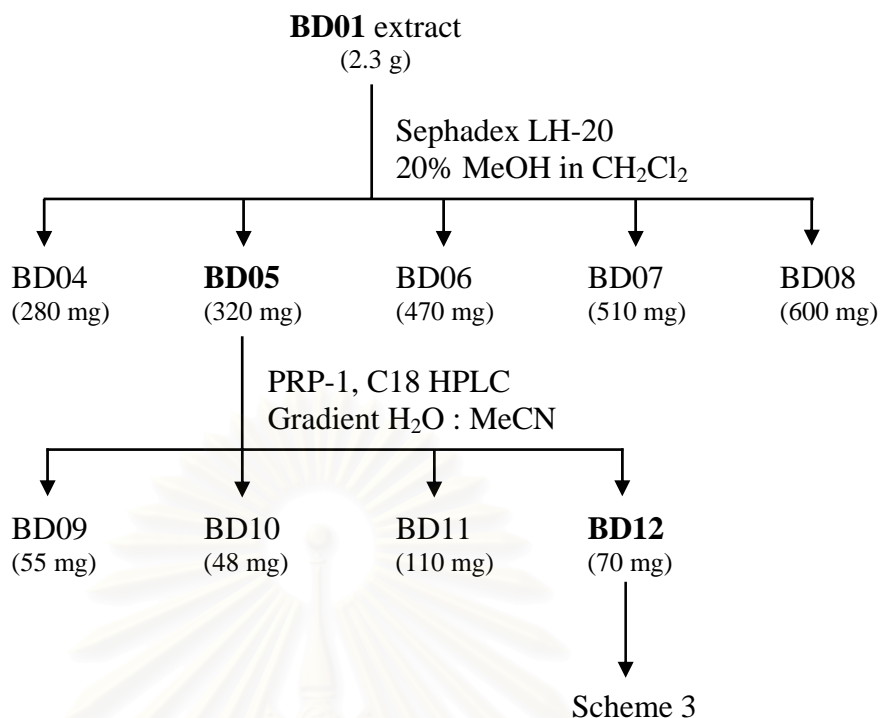 BD01 extract
(2.3 g)
Sephadex LH-20
20% MeOH in CH₂Cl₂
BD04 BD05 BD06 BD07 BD08
(280 mg) (320 mg) (470 mg) (510 mg) (600 mg)
PRP-1, C18 HPLC
Gradient H₂O : MeCN
BD09 BD10 BD11 BD12
(55 mg) (48 mg) (110 mg) (70 mg)
Scheme 3